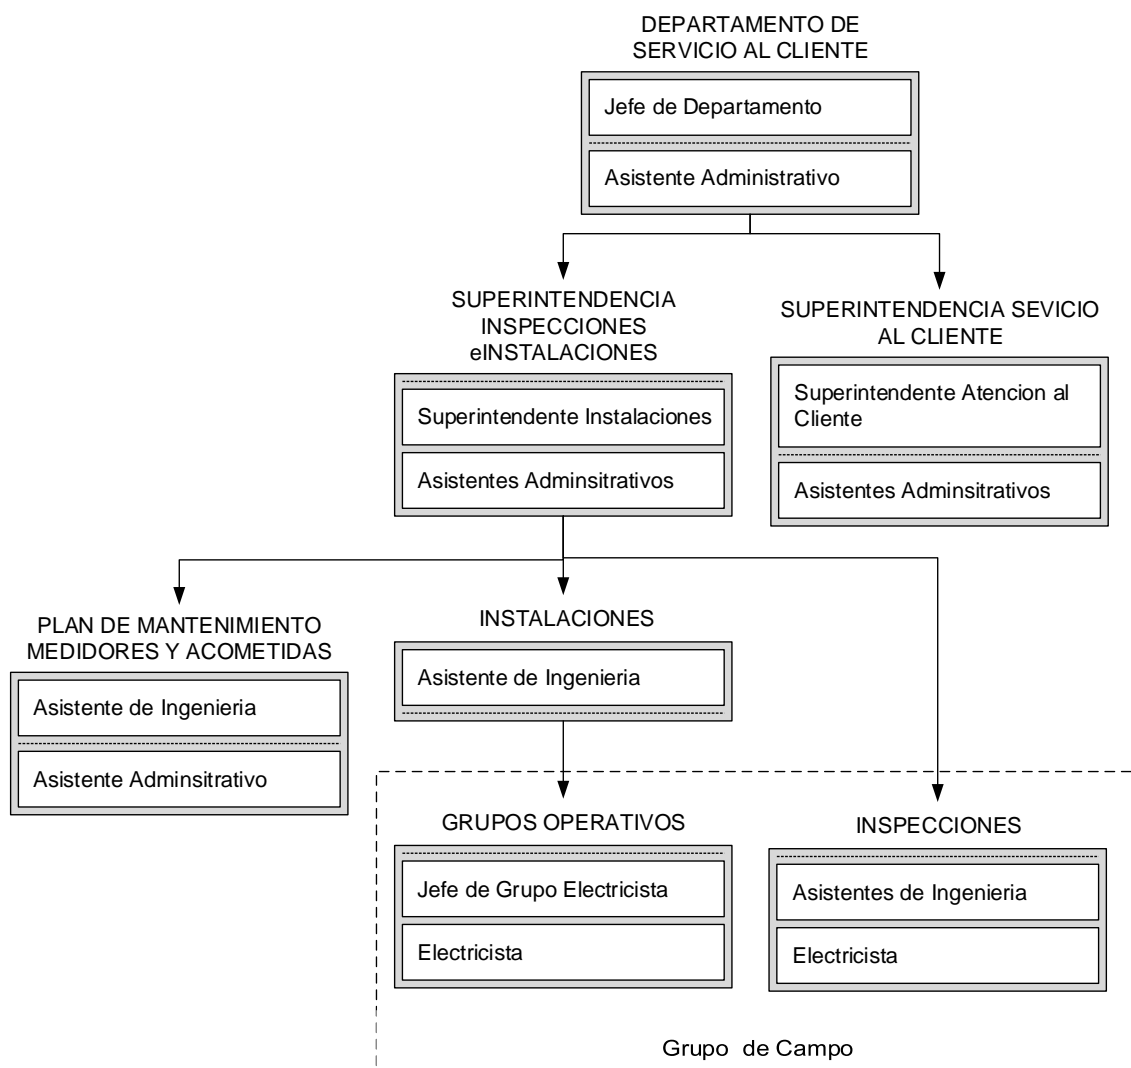 DEPARTAMENTO DE
SERVICIO AL CLIENTE
Jefe de Departamento
Asistente Administrativo
SUPERINTENDENCIA
INSPECCIONES
eINSTALACIONES
Superintendente Instalaciones
Asistentes Adminsitrativos
SUPERINTENDENCIA SEVICIO
AL CLIENTE
Superintendente Atencion al
Cliente
Asistentes Adminsitrativos
PLAN DE MANTENIMIENTO
MEDIDORES Y ACOMETIDAS
Asistente de Ingenieria
Asistente Adminsitrativo
INSTALACIONES
Asistente de Ingenieria
GRUPOS OPERATIVOS
Jefe de Grupo Electricista
Electricista
INSPECCIONES
Asistentes de Ingenieria
Electricista
Grupo de Campo